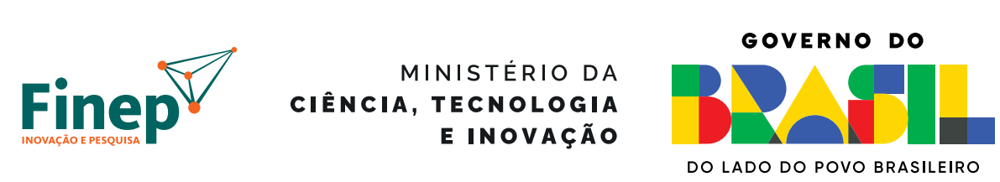 Finep
INOVAÇÃO E PESQUISA
MINISTÉRIO DA
CIÊNCIA, TECNOLOGIA
E INOVAÇÃO
GOVERNO DO
BRASIL
DO LADO DO POVO BRASILEIRO